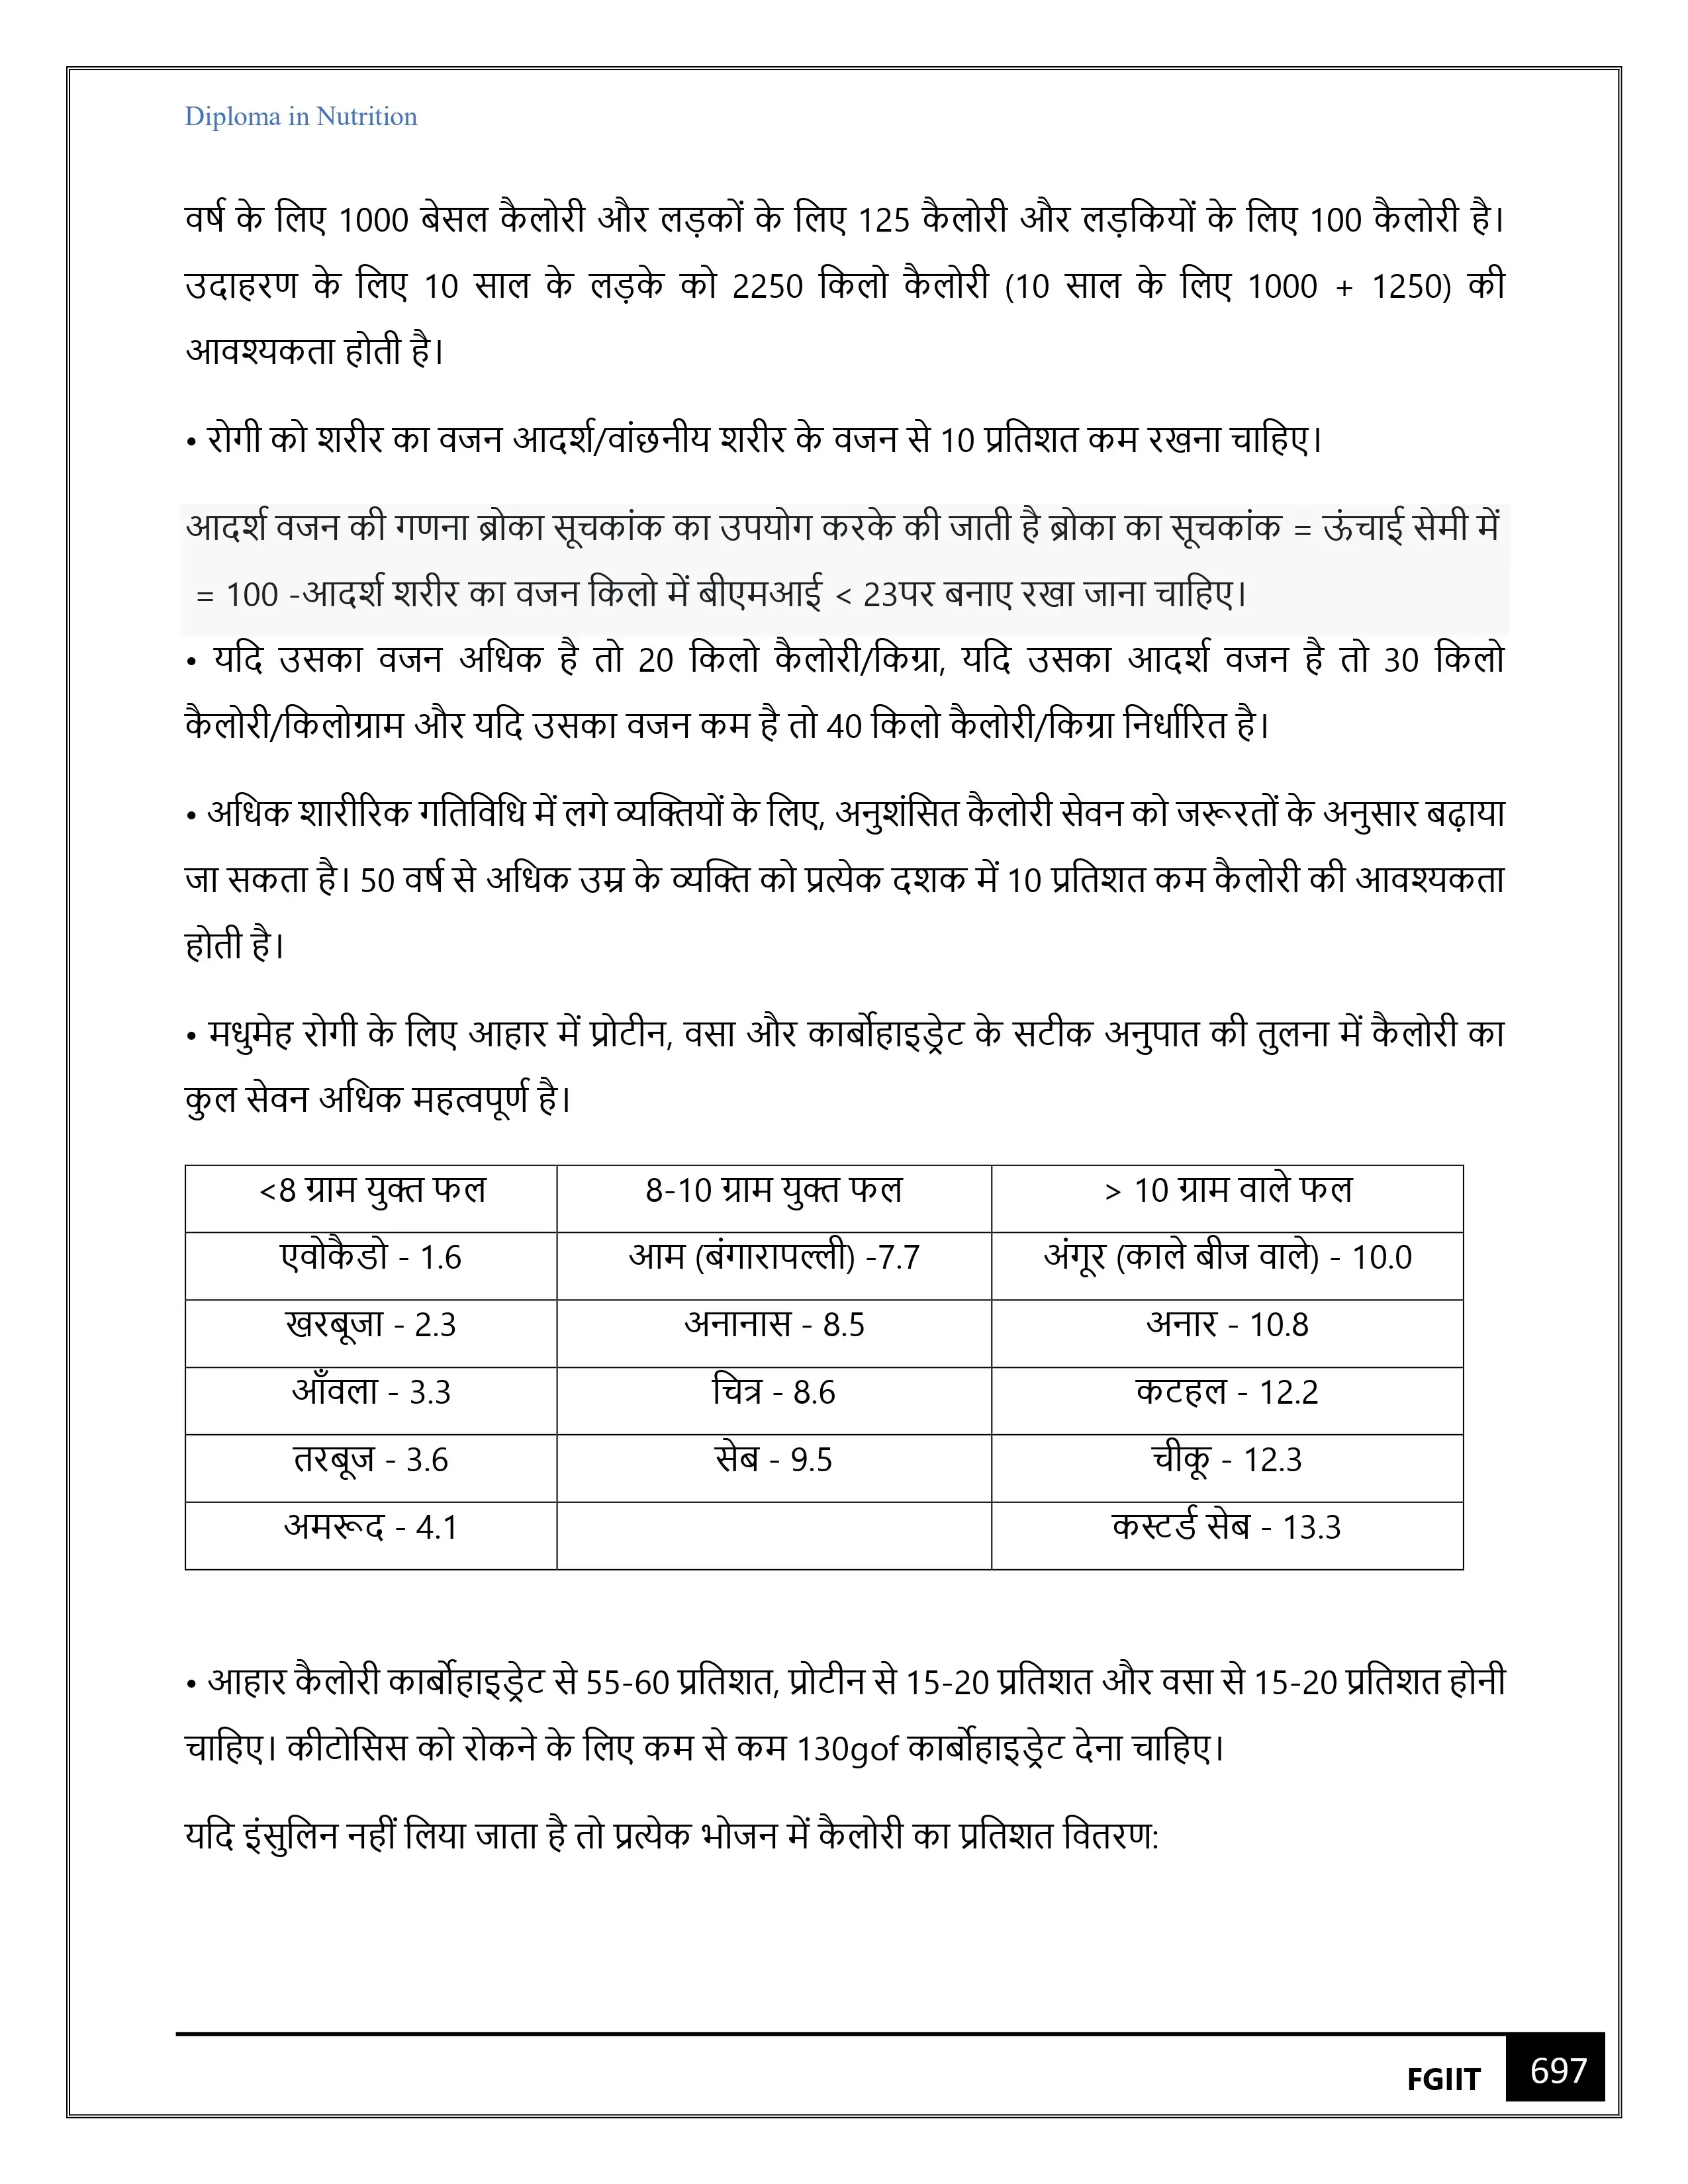 Diploma in Nutrition
वर्ष के लिए 1000 बेसल कैलोरी और लड़कों के लिए 125 कैलोरी और लड़कियों के लिए 100 कैलोरी है।
उदाहरण के लिए 10 साल के लड़के को 2250 किलो कैलोरी (10 साल के लिए 1000 + 1250) की
आवश्यकता होती है।
• रोगी को शरीर का वजन आदर्श/वांछनीय शरीर के वजन से 10 प्रतिशत कम रखना चाहिए।
आदर्श वजन की गणना ब्रोका सूचकांक का उपयोग करके की जाती है ब्रोका का सूचकांक = ऊंचाई सेमी में
= 100 -आदर्श शरीर का वजन किलो में बीएमआई < 23पर बनाए रखा जाना चाहिए।
• यदि उसका वजन अधिक है तो 20 किलो कैलोरी/किग्रा, यदि उसका आदर्श वजन है तो 30 किलो
कैलोरी/किलोग्राम और यदि उसका वजन कम है तो 40 किलो कैलोरी/किग्रा निर्धारित है।
• अधिक शारीरिक गतिविधि में लगे व्यक्तियों के लिए, अनुशंसित कैलोरी सेवन को जरूरतों के अनुसार बढ़ाया
जा सकता है। 50 वर्ष से अधिक उम्र के व्यक्ति को प्रत्येक दशक में 10 प्रतिशत कम कैलोरी की आवश्यकता
होती है।
• मधुमेह रोगी के लिए आहार में प्रोटीन, वसा और कार्बोहाइड्रेट के सटीक अनुपात की तुलना में कैलोरी का
कुल सेवन अधिक महत्वपूर्ण है।
<8 ग्राम युक्त फल 8-10 ग्राम युक्त फल > 10 ग्राम वाले फल
एवोकैडो - 1.6 आम (बंगारापल्ली) -7.7 अंगूर (काले बीज वाले) - 10.0
खरबूजा - 2.3 अनानास - 8.5 अनार - 10.8
आँवला - 3.3 चित्र - 8.6 कटहल - 12.2
तरबूज - 3.6 सेब - 9.5 चीकू - 12.3
अमरूद - 4.1 कस्टर्ड सेब - 13.3
• आहार कैलोरी कार्बोहाइड्रेट से 55-60 प्रतिशत, प्रोटीन से 15-20 प्रतिशत और वसा से 15-20 प्रतिशत होनी
चाहिए। कीटोसिस को रोकने के लिए कम से कम 130gof कार्बोहाइड्रेट देना चाहिए।
यदि इंसुलिन नहीं लिया जाता है तो प्रत्येक भोजन में कैलोरी का प्रतिशत वितरण:
FGIIT 697